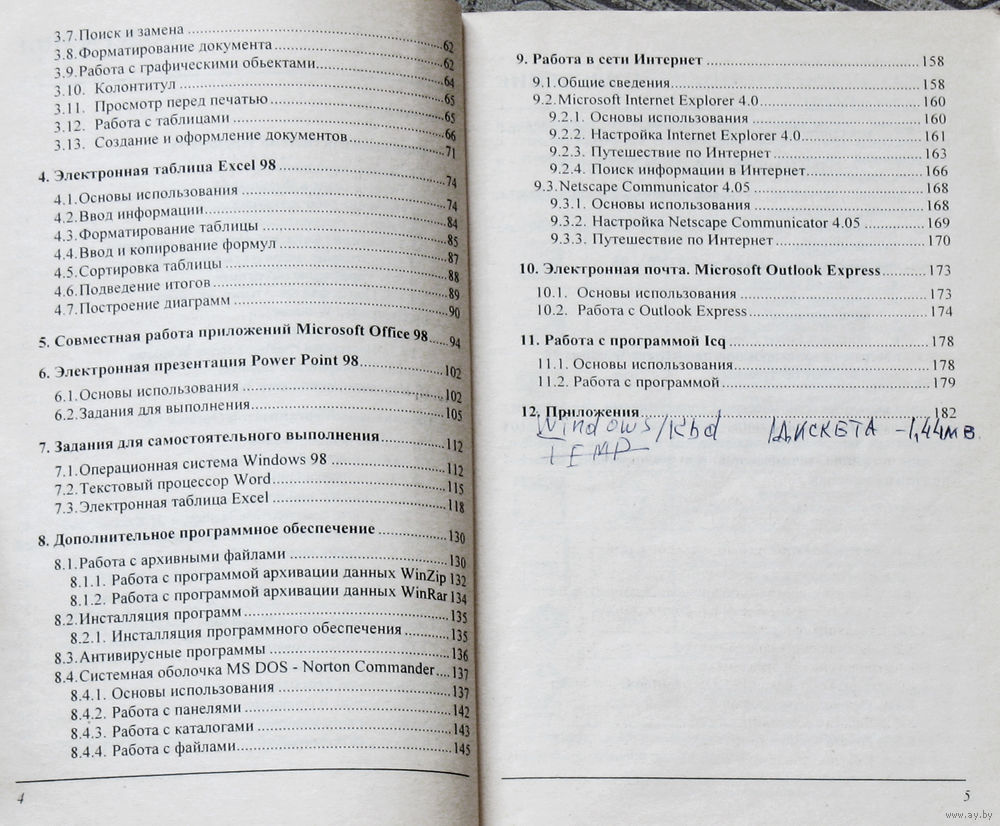 3.7.Поиск и замена
3.8.Форматирование документа 62
3.9.Работа с графическими обьектами 62
3.10. Колонтитул 64
3.11. Просмотр перед печатью 65
3.12. Работа с таблицами 65
3.13. Создание и оформление документов 66
71
4. Электронная таблица Excel 98 74
4.1.Основы использования 74
4.2.Ввод информации 84
4.3.Форматирование таблицы 85
4.4.Ввод и копирование формул 87
4.5.Сортировка таблицы 88
4.6.Подведение итогов 89
4.7.Построение диаграмм 90
5. Совместная работа приложений Microsoft Office 98 94
6. Электронная презентация Power Point 98 102
6.1.Основы использования 102
6.2.Задания для выполнения 105
7. Задания для самостоятельного выполнения 112
7.1.Операционная система Windows 98 112
7.2.Текстовый процессор Word 115
7.3.Электронная таблица Excel 118
8. Дополнительное программное обеспечение 130
8.1.Работа с архивными файлами 130
8.1.1. Работа с программой архивации данных WinZip 132
8.1.2. Работа с программой архивации данных WinRar 134
8.2.Инсталляция программ 135
8.2.1. Инсталляция программного обеспечения 135
8.3.Антивирусные программы 136
8.4.Системная оболочка MS DOS - Norton Commander 137
8.4.1. Основы использования 137
8.4.2. Работа с панелями 142
8.4.3. Работа с каталогами 143
8.4.4. Работа с файлами 145
4
9. Работа в сети Интернет 158
9.1.Общие сведения 158
9.2.Microsoft Internet Explorer 4.0 160
9.2.1. Основы использования 160
9.2.2. Настройка Internet Explorer 4.0 161
9.2.3. Путешествие по Интернет 163
9.2.4. Поиск информации в Интернет 166
9.3.Netscape Communicator 4.05 168
9.3.1. Основы использования 168
9.3.2. Настройка Netscape Communicator 4.05 169
9.3.3. Путешествие по Интернет 170
10. Электронная почта. Microsoft Outlook Express 173
10.1. Основы использования 173
10.2. Работа с Outlook Express 174
11. Работа с программой Icq 178
11.1. Основы использования 178
11.2. Работа с программой 179
12. Приложения 182
Windows/Rbd 1ДИСКЕТА -1,44МВ.
TEMP
5
www.ay.by